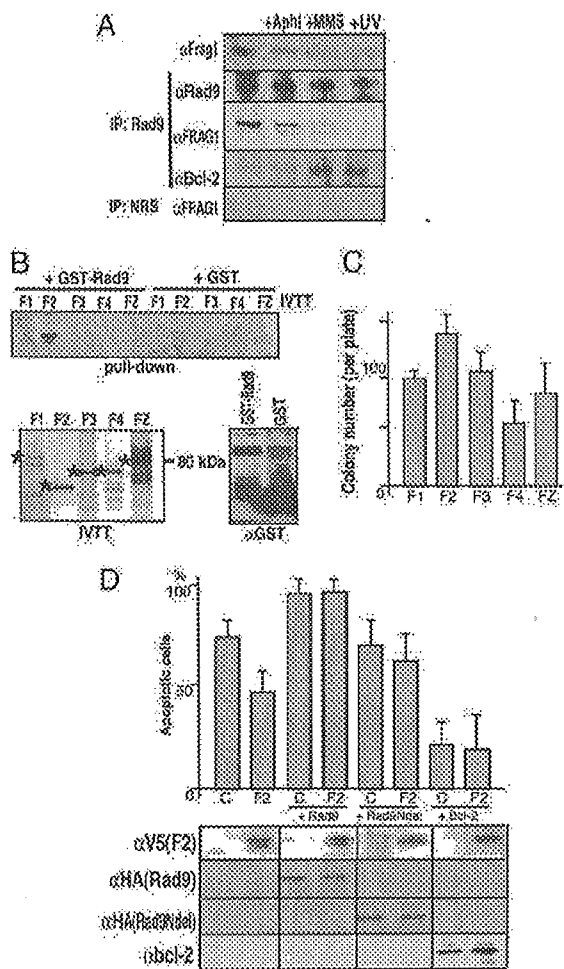 A
+Aphi +MMS +UV
αFrag1
IP: Rad9
αRad9
αFRAG1
αBcl-2
IP: NRS αFRAG1
B
+ GST-Rad9 + GST
F1 F2 F3 F4 FZ F1 F2 F3 F4 FZ IVTT
pull-down
F1 F2 F3 F4 FZ
80 kDa
IVTT
GST-Rad9 GST
αGST
C
Colony number (per plate)
100
0
F1 F2 F3 F4 FZ
D
%
100
50
0
Apoptotic cells
C F2 C F2 C F2 C F2
+ Rad9 + Rad9Ndel + Bcl-2
αV5(F2)
αHA(Rad9)
αHA(Rad9Ndel)
αbcl-2